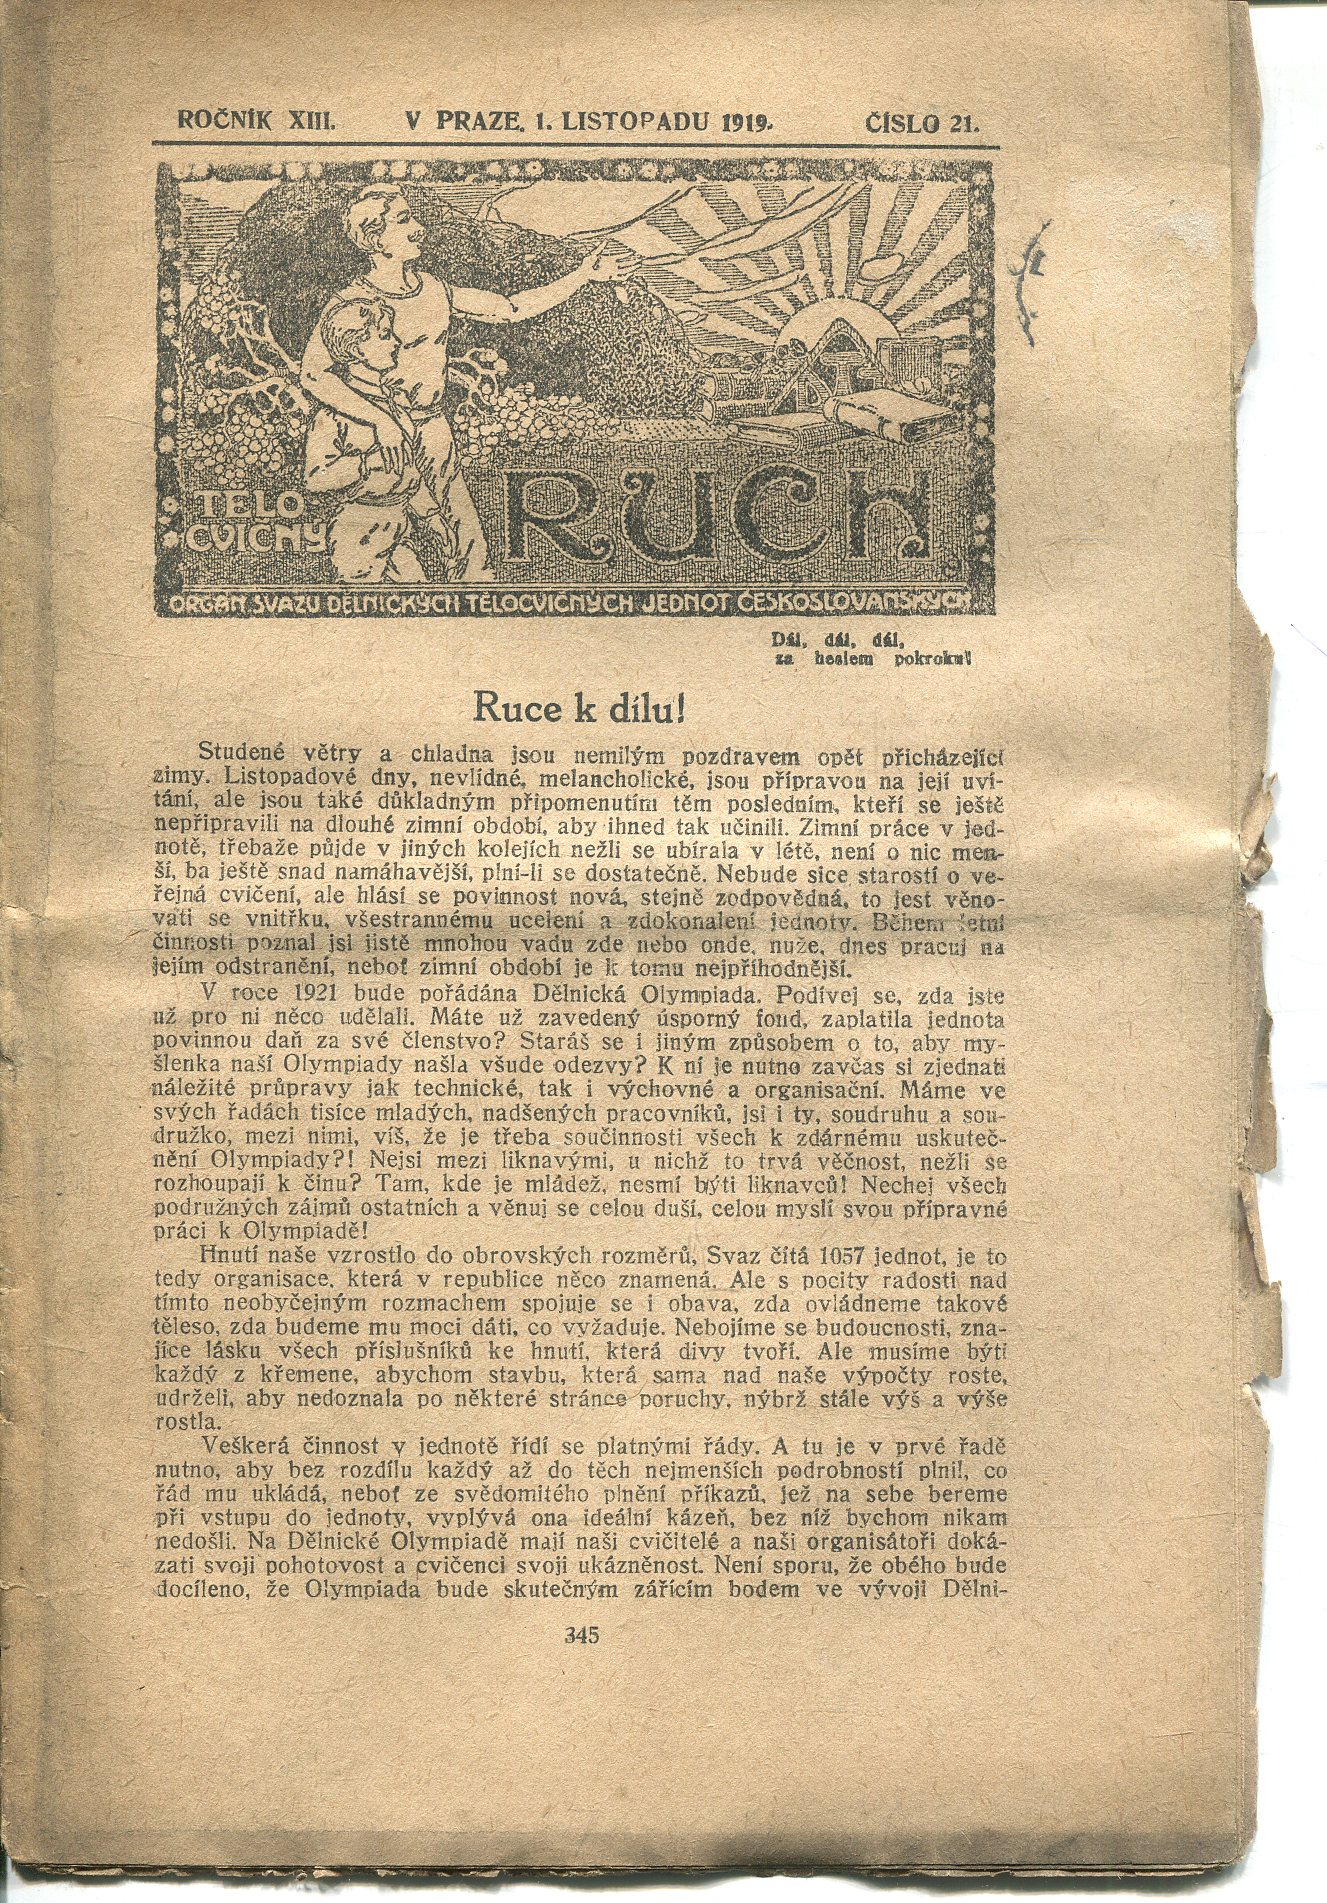 ROČNÍK XIII. V PRAZE, 1. LISTOPADU 1919. ČÍSLO 21.
TĚLO
CVIČNÝ
RUCH
ORGÁN SVAZU DĚLNICKÝCH TĚLOCVIČNÝCH JEDNOT ČESKOSLOVANSKÝCH
Dál, dál, dál,
za heslem pokroku!
Ruce k dílu!
Studené větry a chladna jsou nemilým pozdravem opět přicházející
zimy. Listopadové dny, nevlídné, melancholické, jsou přípravou na její uví-
tání, ale jsou také důkladným připomenutím těm posledním, kteří se ještě
nepřipravili na dlouhé zimní období, aby ihned tak učinili. Zimní práce v jed-
notě, třebaže půjde v jiných kolejích nežli se ubírala v létě, není o nic men-
ší, ba ještě snad namáhavější, plní-li se dostatečně. Nebude sice starostí o ve-
řejná cvičení, ale hlásí se povinnost nová, stejně zodpovědná, to jest věno-
vati se vnitřku, všestrannému ucelení a zdokonalení jednoty. Během letní
činnosti poznal jsi jistě mnohou vadu zde nebo onde, nuže, dnes pracuj na
jejím odstranění, neboť zimní období je k tomu nejpříhodnější.
V roce 1921 bude pořádána Dělnická Olympiada. Podívej se, zda jste
už pro ni něco udělali. Máte už zavedený úsporný fond, zaplatila jednota
povinnou daň za své členstvo? Staráš se i jiným způsobem o to, aby my-
šlenka naší Olympiady našla všude odezvy? K ní je nutno zavčas si zjednati
náležité průpravy jak technické, tak i výchovné a organisační. Máme ve
svých řadách tisíce mladých, nadšených pracovníků, jsi i ty, soudruhu a sou-
družko, mezi nimi, víš, že je třeba součinnosti všech k zdárnému uskuteč-
nění Olympiady?! Nejsi mezi liknavými, u nichž to trvá věčnost, nežli se
rozhoupají k činu? Tam, kde je mládež, nesmí býti liknavců! Nechej všech
podružných zájmů ostatních a věnuj se celou duší, celou myslí svou přípravné
práci k Olympiadě!
Hnutí naše vzrostlo do obrovských rozměrů, Svaz čítá 1057 jednot, je to
tedy organisace, která v republice něco znamená. Ale s pocity radosti nad
tímto neobyčejným rozmachem spojuje se i obava, zda ovládneme takové
těleso, zda budeme mu moci dáti, co vyžaduje. Nebojíme se budoucnosti, zna-
jíce lásku všech příslušníků ke hnutí, která divy tvoří. Ale musíme býti
každý z křemene, abychom stavbu, která sama nad naše výpočty roste,
udrželi, aby nedoznala po některé stránce poruchy, nýbrž stále výš a výše
rostla.
Veškerá činnost v jednotě řídí se platnými řády. A tu je v prvé řadě
nutno, aby bez rozdílu každý až do těch nejmenších podrobností plnil, co
řád mu ukládá, neboť ze svědomitého plnění příkazů, jež na sebe bereme
při vstupu do jednoty, vyplývá ona ideální kázeň, bez níž bychom nikam
nedošli. Na Dělnické Olympiadě mají naši cvičitelé a naši organisátoři doká-
zati svoji pohotovost a cvičenci svoji ukázněnost. Není sporu, že obého bude
docíleno, že Olympiada bude skutečným zářícím bodem ve vývoji Dělni-
345